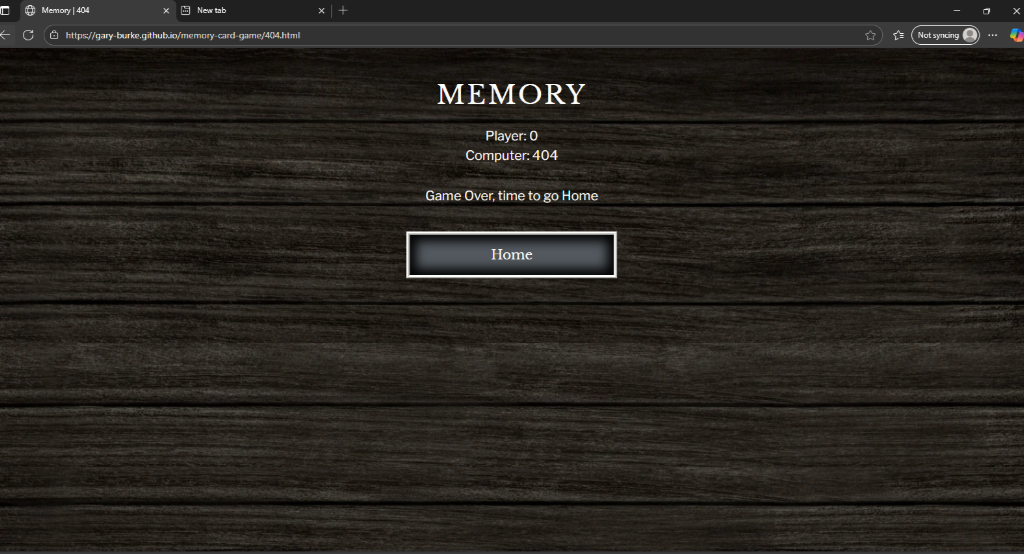 Memory | 404
New tab
https://gary-burke.github.io/memory-card-game/404.html
Not syncing
MEMORY
Player: 0
Computer: 404
Game Over, time to go Home
Home